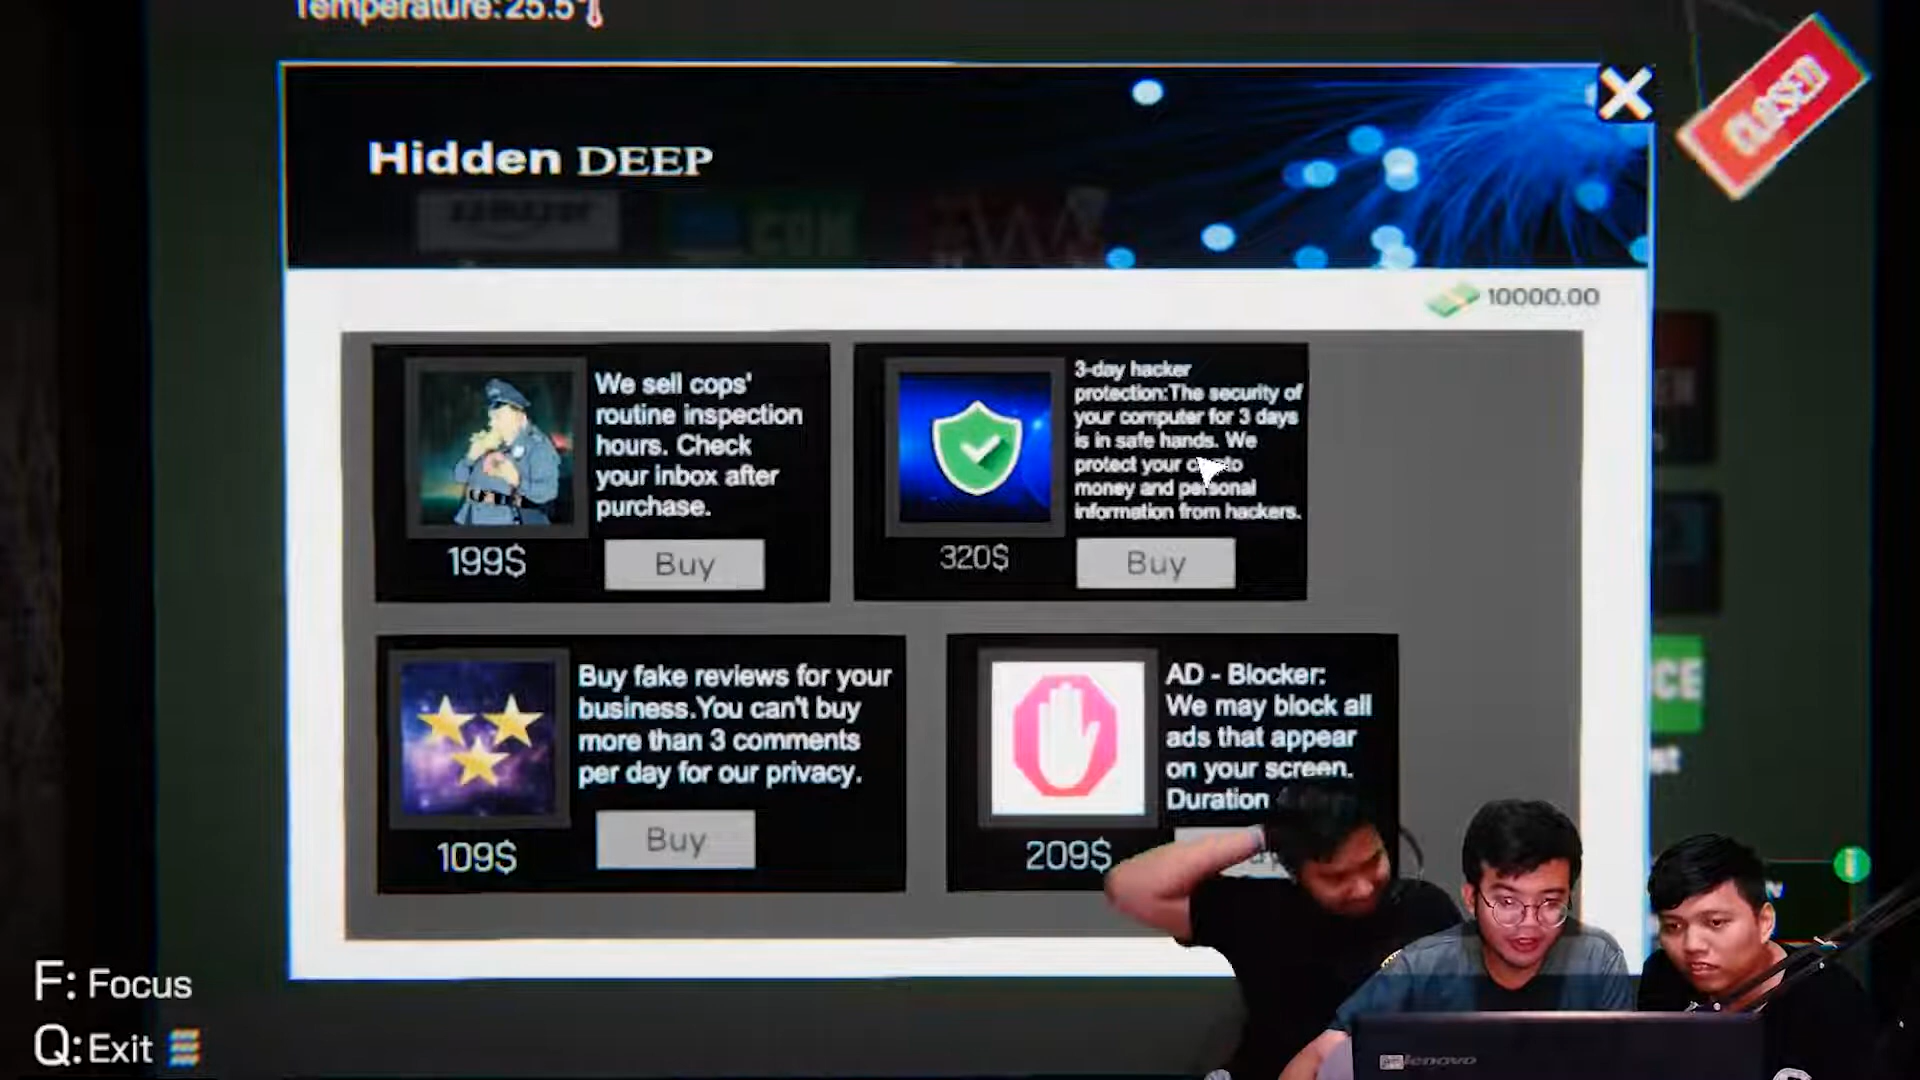 Temperature:25.5
CLOSED
Hidden DEEP
10000.00
We sell cops'
routine inspection
hours. Check
your inbox after
purchase.
199$
Buy
3-day hacker
protection:The security of
your computer for 3 days
is in safe hands. We
protect your
money and personal
information from hackers.
320$
Buy
Buy fake reviews for your
business.You can't buy
more than 3 comments
per day for our privacy.
109$
Buy
AD - Blocker:
We may block all
ads that appear
on your screen.
Duration
209$
F: Focus
Q: Exit
lenovo